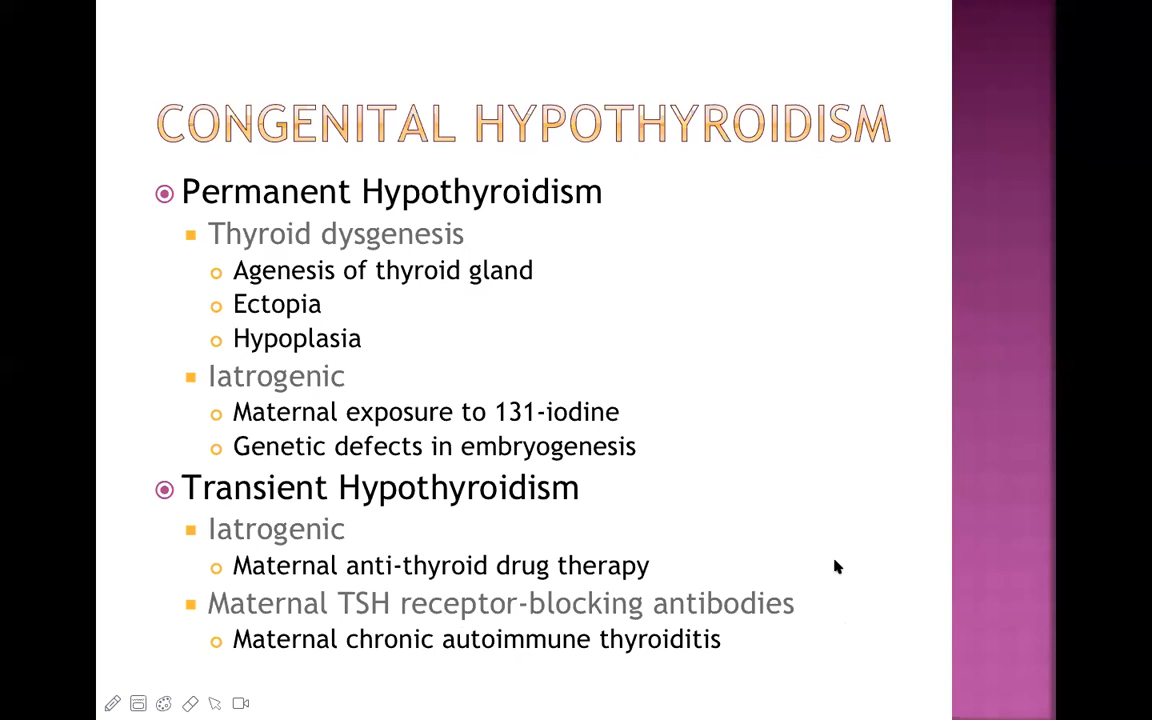 CONGENITAL HYPOTHYROIDISM
Permanent Hypothyroidism
Thyroid dysgenesis
Agenesis of thyroid gland
Ectopia
Hypoplasia
Iatrogenic
Maternal exposure to 131-iodine
Genetic defects in embryogenesis
Transient Hypothyroidism
Iatrogenic
Maternal anti-thyroid drug therapy
Maternal TSH receptor-blocking antibodies
Maternal chronic autoimmune thyroiditis